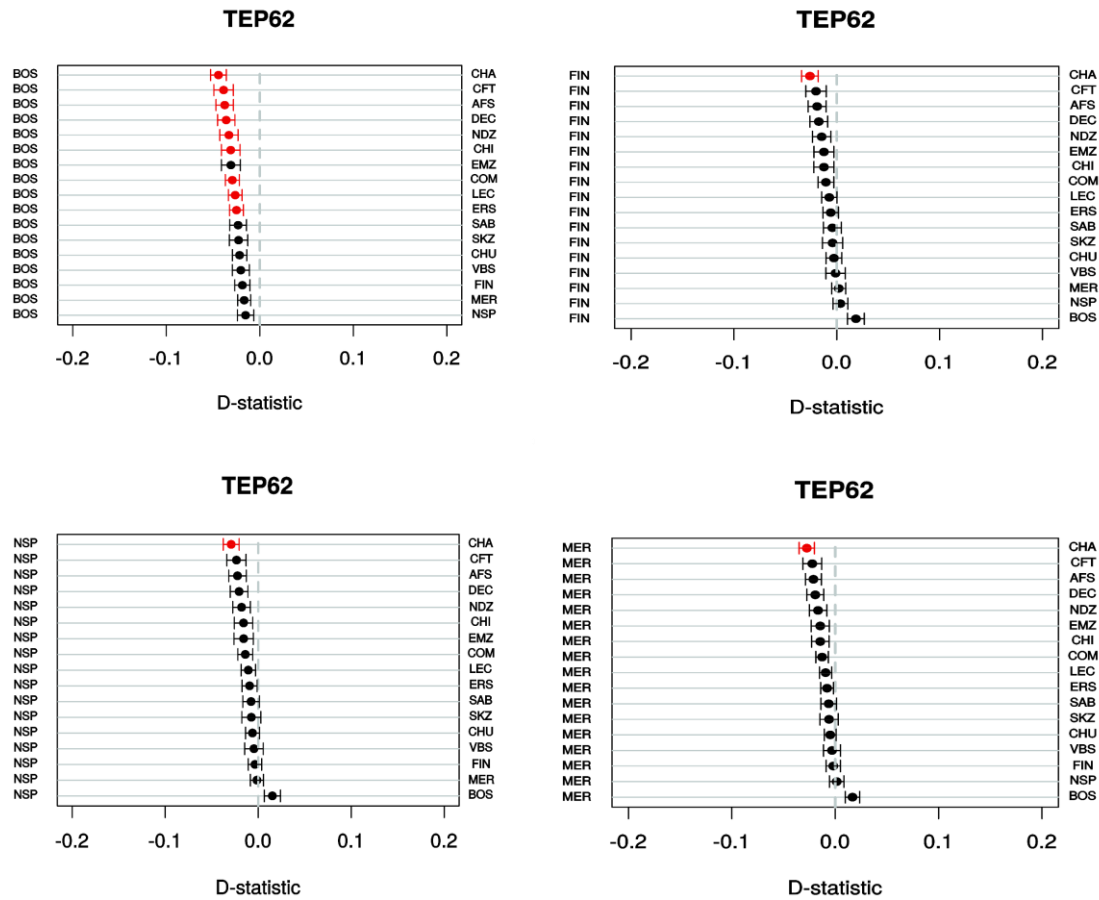 TEP62
BOS CHA
BOS CFT
BOS AFS
BOS DEC
BOS NDZ
BOS CHI
BOS EMZ
BOS COM
BOS LEC
BOS ERS
BOS SAB
BOS SKZ
BOS CHU
BOS VBS
BOS FIN
BOS MER
BOS NSP
-0.2 -0.1 0.0 0.1 0.2
D-statistic
TEP62
FIN CHA
FIN CFT
FIN AFS
FIN DEC
FIN NDZ
FIN EMZ
FIN CHI
FIN COM
FIN LEC
FIN ERS
FIN SAB
FIN SKZ
FIN CHU
FIN VBS
FIN MER
FIN NSP
FIN BOS
-0.2 -0.1 0.0 0.1 0.2
D-statistic
TEP62
NSP CHA
NSP CFT
NSP AFS
NSP DEC
NSP NDZ
NSP CHI
NSP EMZ
NSP COM
NSP LEC
NSP ERS
NSP SAB
NSP SKZ
NSP CHU
NSP VBS
NSP FIN
NSP MER
NSP BOS
-0.2 -0.1 0.0 0.1 0.2
D-statistic
TEP62
MER CHA
MER CFT
MER AFS
MER DEC
MER NDZ
MER EMZ
MER CHI
MER COM
MER LEC
MER ERS
MER SAB
MER SKZ
MER CHU
MER VBS
MER FIN
MER NSP
MER BOS
-0.2 -0.1 0.0 0.1 0.2
D-statistic